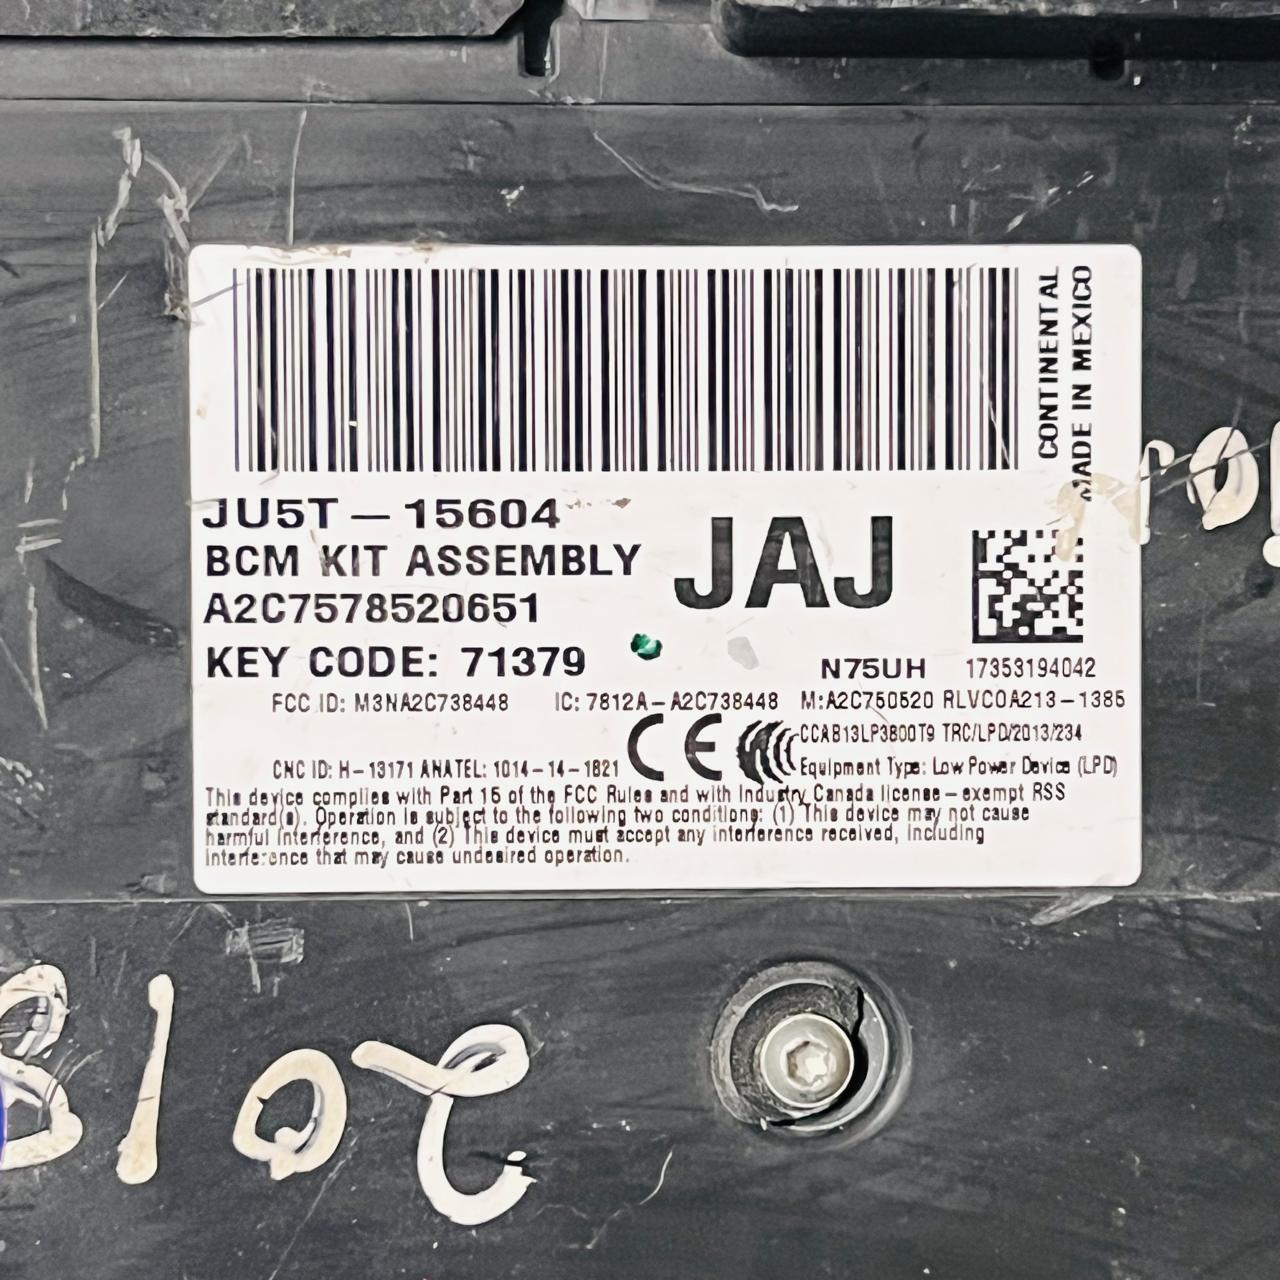 CONTINENTAL
MADE IN MEXICO
JU5T-15604
BCM KIT ASSEMBLY
JAJ
A2C7578520651
KEY CODE: 71379
N75UH 17353194042
FCC ID: M3NA2C738448 IC: 7812A-A2C738448 M:A2C750520 RLVCOA213-1385
CE
CCAB13LP3800T9 TRC/LPD/2013/234
CNC ID: H-13171 ANATEL: 1014-14-1821
Equipment Type: Low Power Device (LPD)
This device complies with Part 15 of the FCC Rules and with Industry Canada license-exempt RSS
standard(s). Operation is subject to the following two conditions: (1) This device may not cause
harmful interference, and (2) This device must accept any interference received, including
interference that may cause undesired operation.